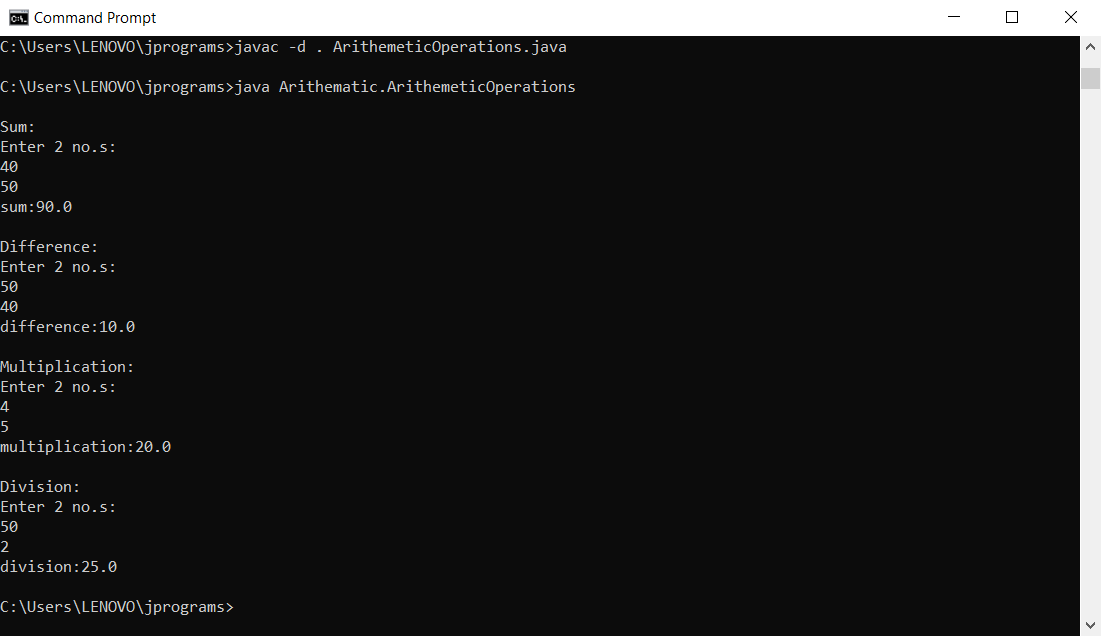 Command Prompt
C:\Users\LENOVO\jprograms>javac -d . ArithemeticOperations.java
C:\Users\LENOVO\jprograms>java Arithematic.ArithemeticOperations
Sum:
Enter 2 no.s:
40
50
sum:90.0
Difference:
Enter 2 no.s:
50
40
difference:10.0
Multiplication:
Enter 2 no.s:
4
5
multiplication:20.0
Division:
Enter 2 no.s:
50
2
division:25.0
C:\Users\LENOVO\jprograms>